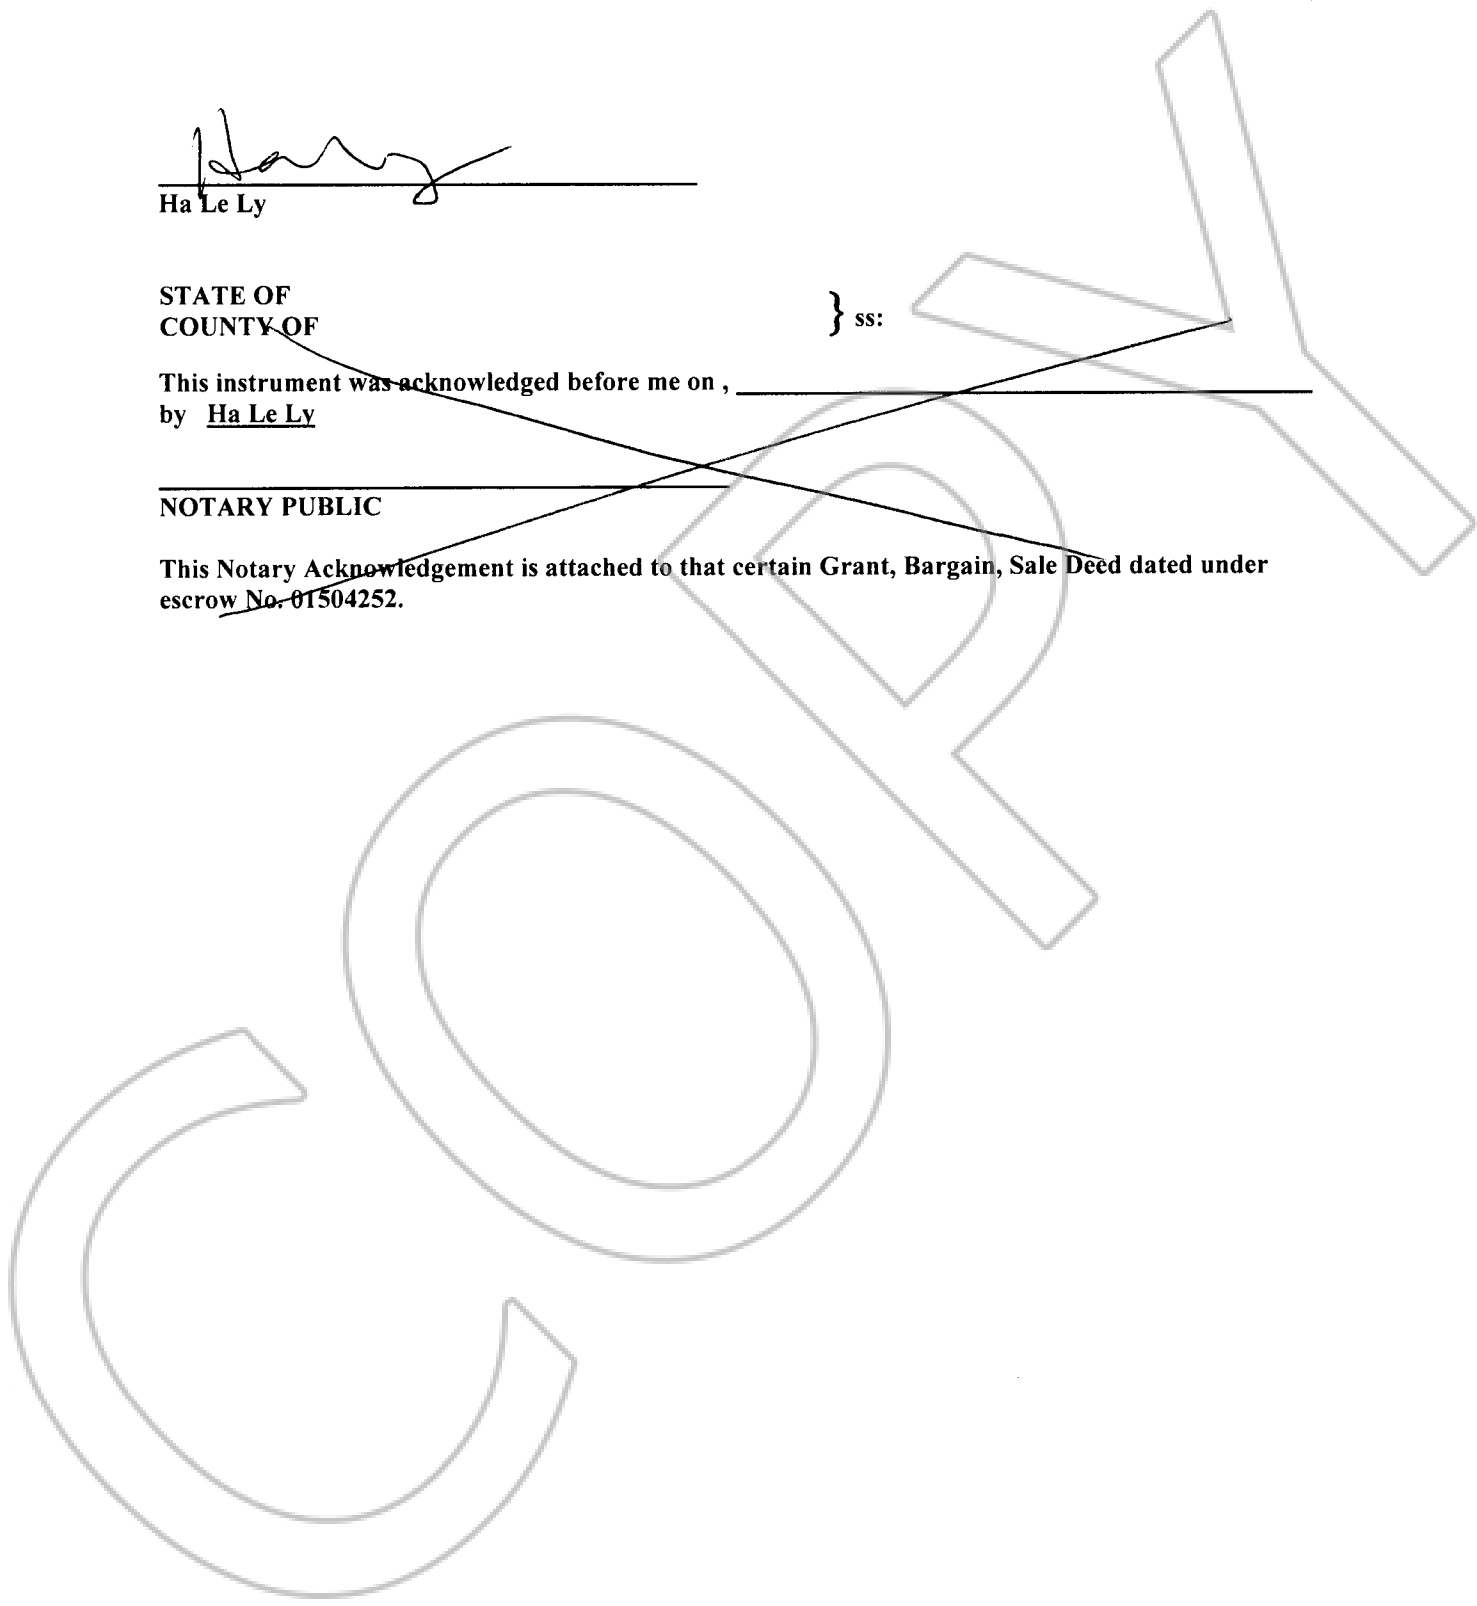 Ha Le Ly
STATE OF
COUNTY OF
} ss:
This instrument was acknowledged before me on ,
by Ha Le Ly
NOTARY PUBLIC
This Notary Acknowledgement is attached to that certain Grant, Bargain, Sale Deed dated under
escrow No. 01504252.
COPY